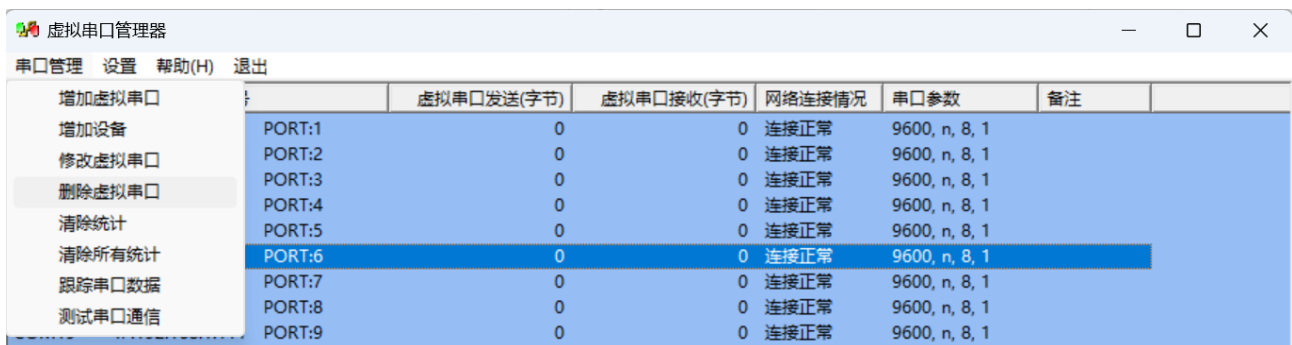 虚拟串口管理器
串口管理 设置 帮助(H) 退出
虚拟串口发送(字节) 虚拟串口接收(字节) 网络连接情况 串口参数 备注
增加虚拟串口
增加设备
修改虚拟串口
删除虚拟串口
清除统计
清除所有统计
跟踪串口数据
测试串口通信
PORT:1 0 0 连接正常 9600, n, 8, 1
PORT:2 0 0 连接正常 9600, n, 8, 1
PORT:3 0 0 连接正常 9600, n, 8, 1
PORT:4 0 0 连接正常 9600, n, 8, 1
PORT:5 0 0 连接正常 9600, n, 8, 1
PORT:6 0 0 连接正常 9600, n, 8, 1
PORT:7 0 0 连接正常 9600, n, 8, 1
PORT:8 0 0 连接正常 9600, n, 8, 1
PORT:9 0 0 连接正常 9600, n, 8, 1